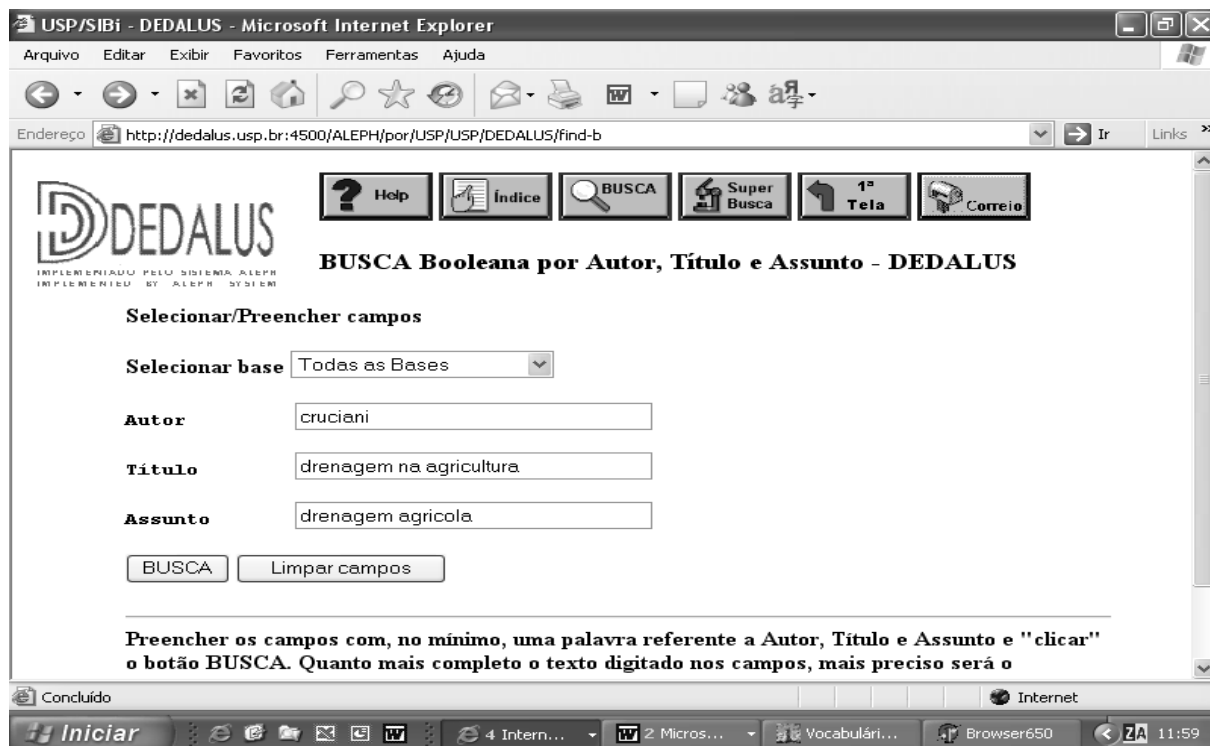 USP/SIBi - DEDALUS - Microsoft Internet Explorer
Arquivo Editar Exibir Favoritos Ferramentas Ajuda
Endereço http://dedalus.usp.br:4500/ALEPH/por/USP/USP/DEDALUS/find-b Ir Links »
Help Índice BUSCA Super Busca 1ª Tela Correio
DEDALUS
IMPLEMENTADO PELO SISTEMA ALEPH
IMPLEMENTED BY ALEPH SYSTEM
BUSCA Booleana por Autor, Título e Assunto - DEDALUS
Selecionar/Preencher campos
Selecionar base Todas as Bases
Autor cruciani
Título drenagem na agricultura
Assunto drenagem agricola
BUSCA Limpar campos
Preencher os campos com, no mínimo, uma palavra referente a Autor, Título e Assunto e "clicar"
o botão BUSCA. Quanto mais completo o texto digitado nos campos, mais preciso será o
Concluído Internet
Iniciar 4 Intern... 2 Micros... Vocabulári... Browser650 11:59